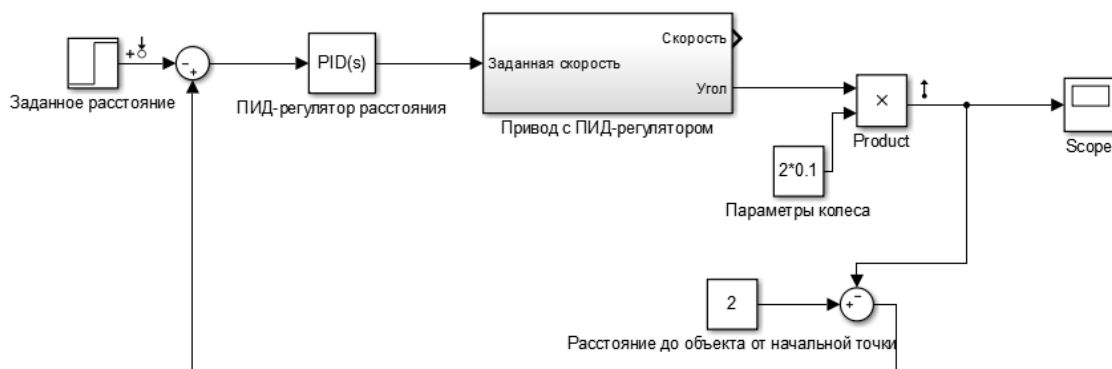 Заданное расстояние
PID(s)
ПИД-регулятор расстояния
Скорость
Заданная скорость
Угол
Привод с ПИД-регулятором
×
Product
Scope
2*0.1
Параметры колеса
2
Расстояние до объекта от начальной точки